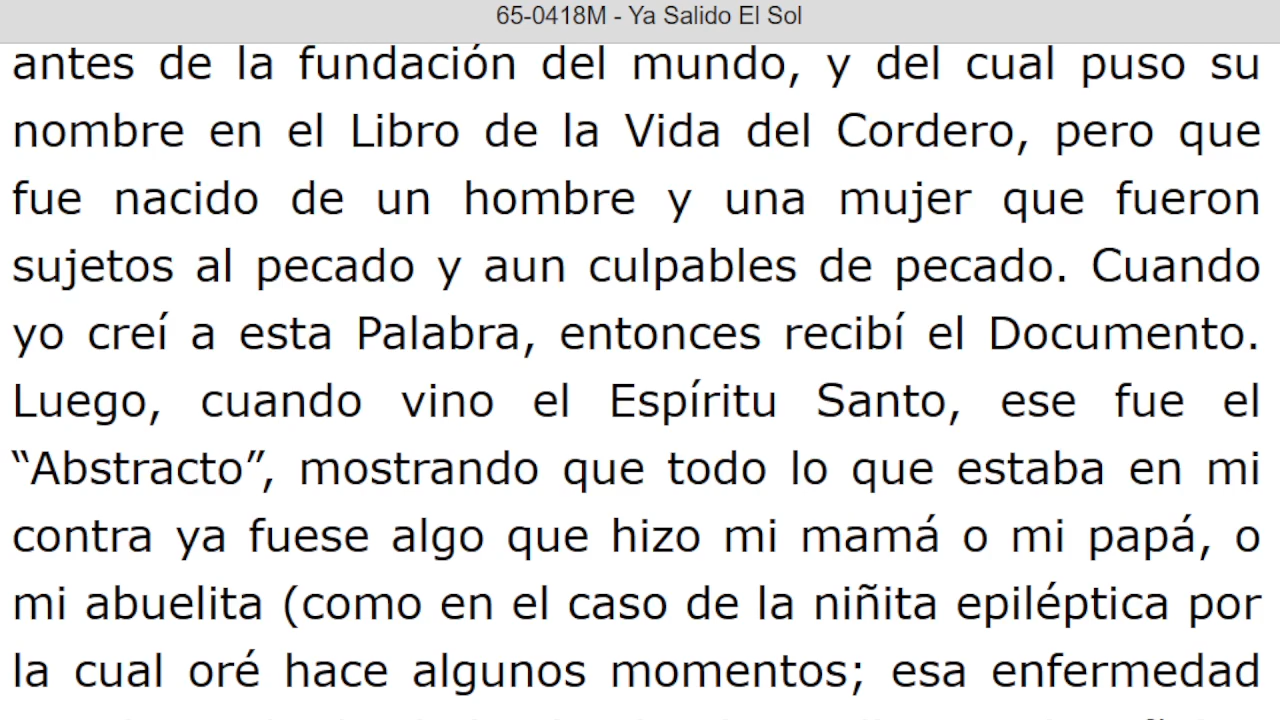 65-0418M - Ya Salido El Sol
antes de la fundación del mundo, y del cual puso su
nombre en el Libro de la Vida del Cordero, pero que
fue nacido de un hombre y una mujer que fueron
sujetos al pecado y aun culpables de pecado. Cuando
yo creí a esta Palabra, entonces recibí el Documento.
Luego, cuando vino el Espíritu Santo, ese fue el
“Abstracto”, mostrando que todo lo que estaba en mi
contra ya fuese algo que hizo mi mamá o mi papá, o
mi abuelita (como en el caso de la niñita epiléptica por
la cual oré hace algunos momentos; esa enfermedad